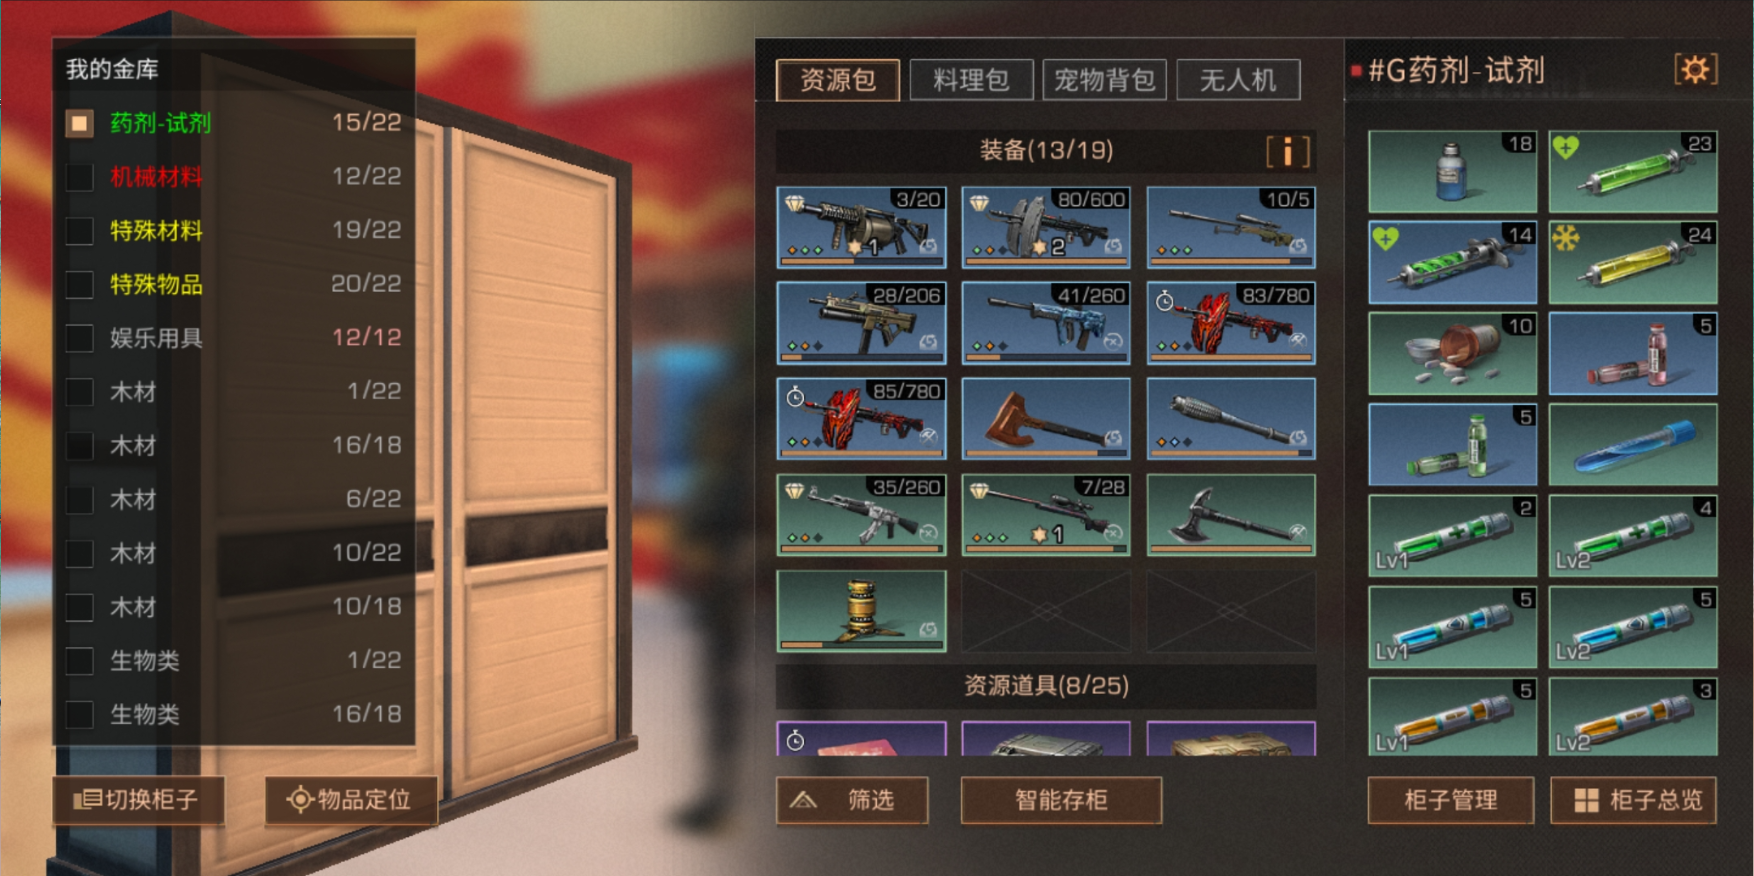 我的金库
药剂-试剂 15/22
机械材料 12/22
特殊材料 19/22
特殊物品 20/22
娱乐用具 12/12
木材 1/22
木材 16/18
木材 6/22
木材 10/22
木材 10/18
生物类 1/22
生物类 16/18
切换柜子 物品定位
资源包 料理包 宠物背包 无人机
装备(13/19)
3/20 80/600 10/5
1 2
28/206 41/260 83/780
85/780
35/260 7/28
1
资源道具(8/25)
筛选 智能存柜
#G药剂-试剂
18 23
14 24
10 5
5
2 4
Lv1 Lv2
5 5
Lv1 Lv2
5 3
Lv1 Lv2
柜子管理 柜子总览